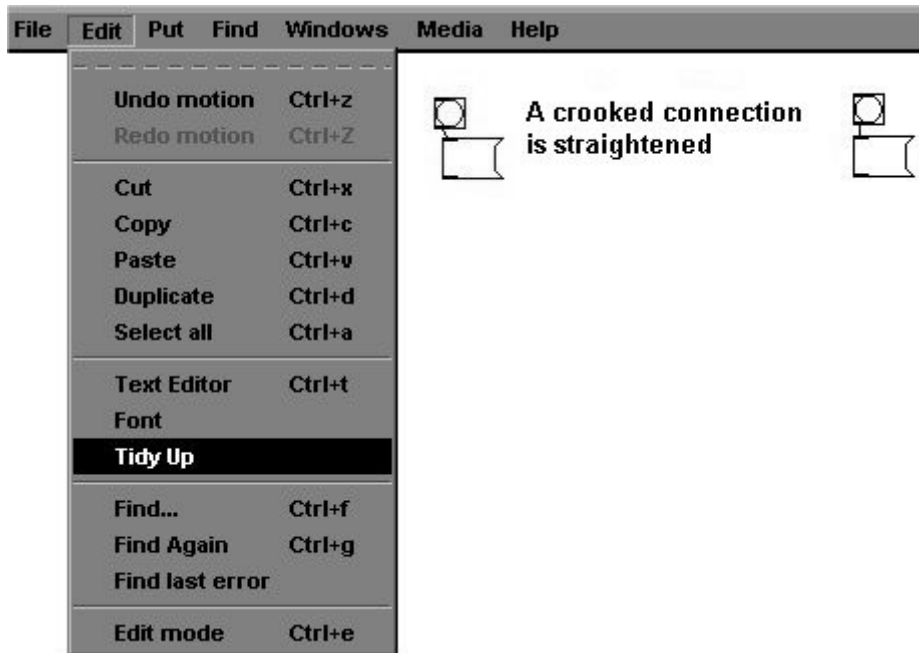 File Edit Put Find Windows Media Help
Undo motion Ctrl+z
Redo motion Ctrl+Z
Cut Ctrl+x
Copy Ctrl+c
Paste Ctrl+v
Duplicate Ctrl+d
Select all Ctrl+a
Text Editor Ctrl+t
Font
Tidy Up
Find... Ctrl+f
Find Again Ctrl+g
Find last error
Edit mode Ctrl+e
A crooked connection
is straightened